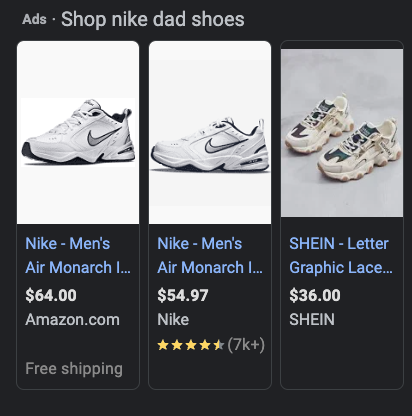 Ads · Shop nike dad shoes
Nike - Men's
Air Monarch I...
$64.00
Amazon.com
Free shipping
Nike - Men's
Air Monarch I...
$54.97
Nike
(7k+)
SHEIN - Letter
Graphic Lace...
$36.00
SHEIN